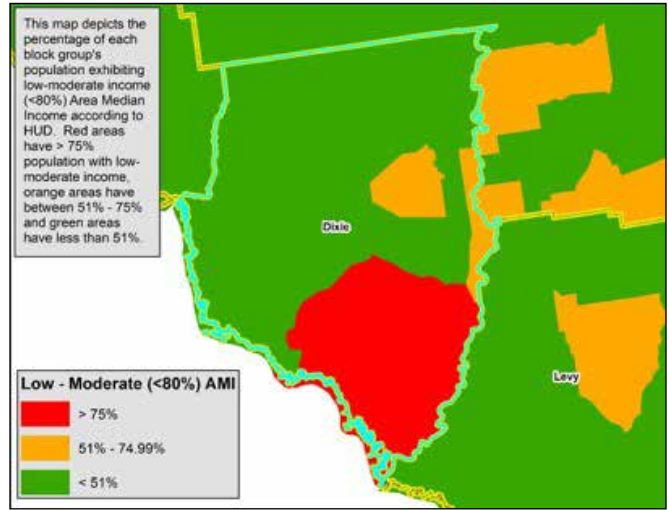 This map depicts the
percentage of each
block group's
population exhibiting
low-moderate income
(<80%) Area Median
Income according to
HUD. Red areas
have > 75%
population with low-
moderate income,
orange areas have
between 51% - 75%
and green areas
have less than 51%.
Dixie
Levy
Low - Moderate (<80%) AMI
> 75%
51% - 74.99%
< 51%